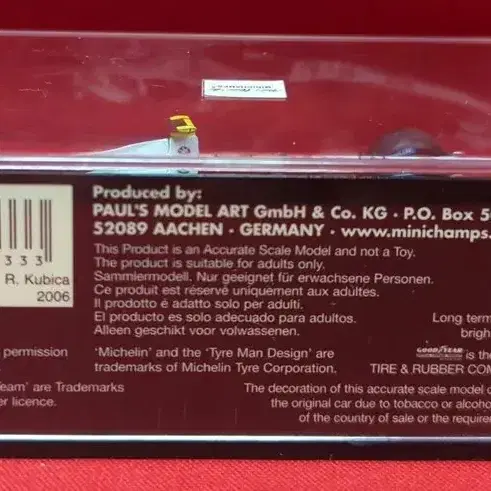 Produced by:
PAUL'S MODEL ART GmbH & Co. KG · P.O. Box 5
52089 AACHEN · GERMANY · www.minichamps.
This Product is an Accurate Scale Model and not a Toy.
The product is suitable for adults only.
Sammlermodell. Nur geeignet für erwachsene Personen.
Ce produit est réservé uniquement aux adultes.
Il prodotto è adatto solo per adulti.
El producto es solo adecuado para adultos.
Alleen geschikt voor volwassenen.
333
R. Kubica
2006
permission
'Michelin' and the 'Tyre Man Design' are
trademarks of Michelin Tyre Corporation.
Team' are Trademarks
er licence.
Long term
brigh
GOODYEAR is the
TIRE & RUBBER COM
The decoration of this accurate scale model
the original car due to tobacco or alcoho
of the country of sale or the require